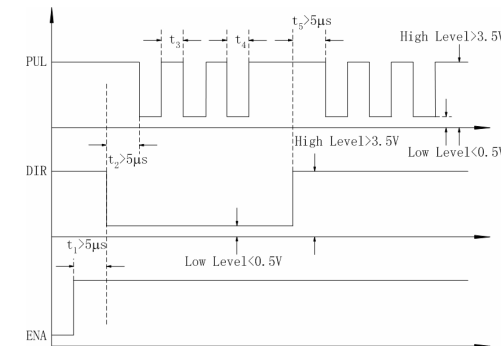 t5>5μs
High Level>3.5V
t3
t4
PUL
t2>5μs
High Level>3.5V
Low Level<0.5V
DIR
t1>5μs
Low Level<0.5V
ENA